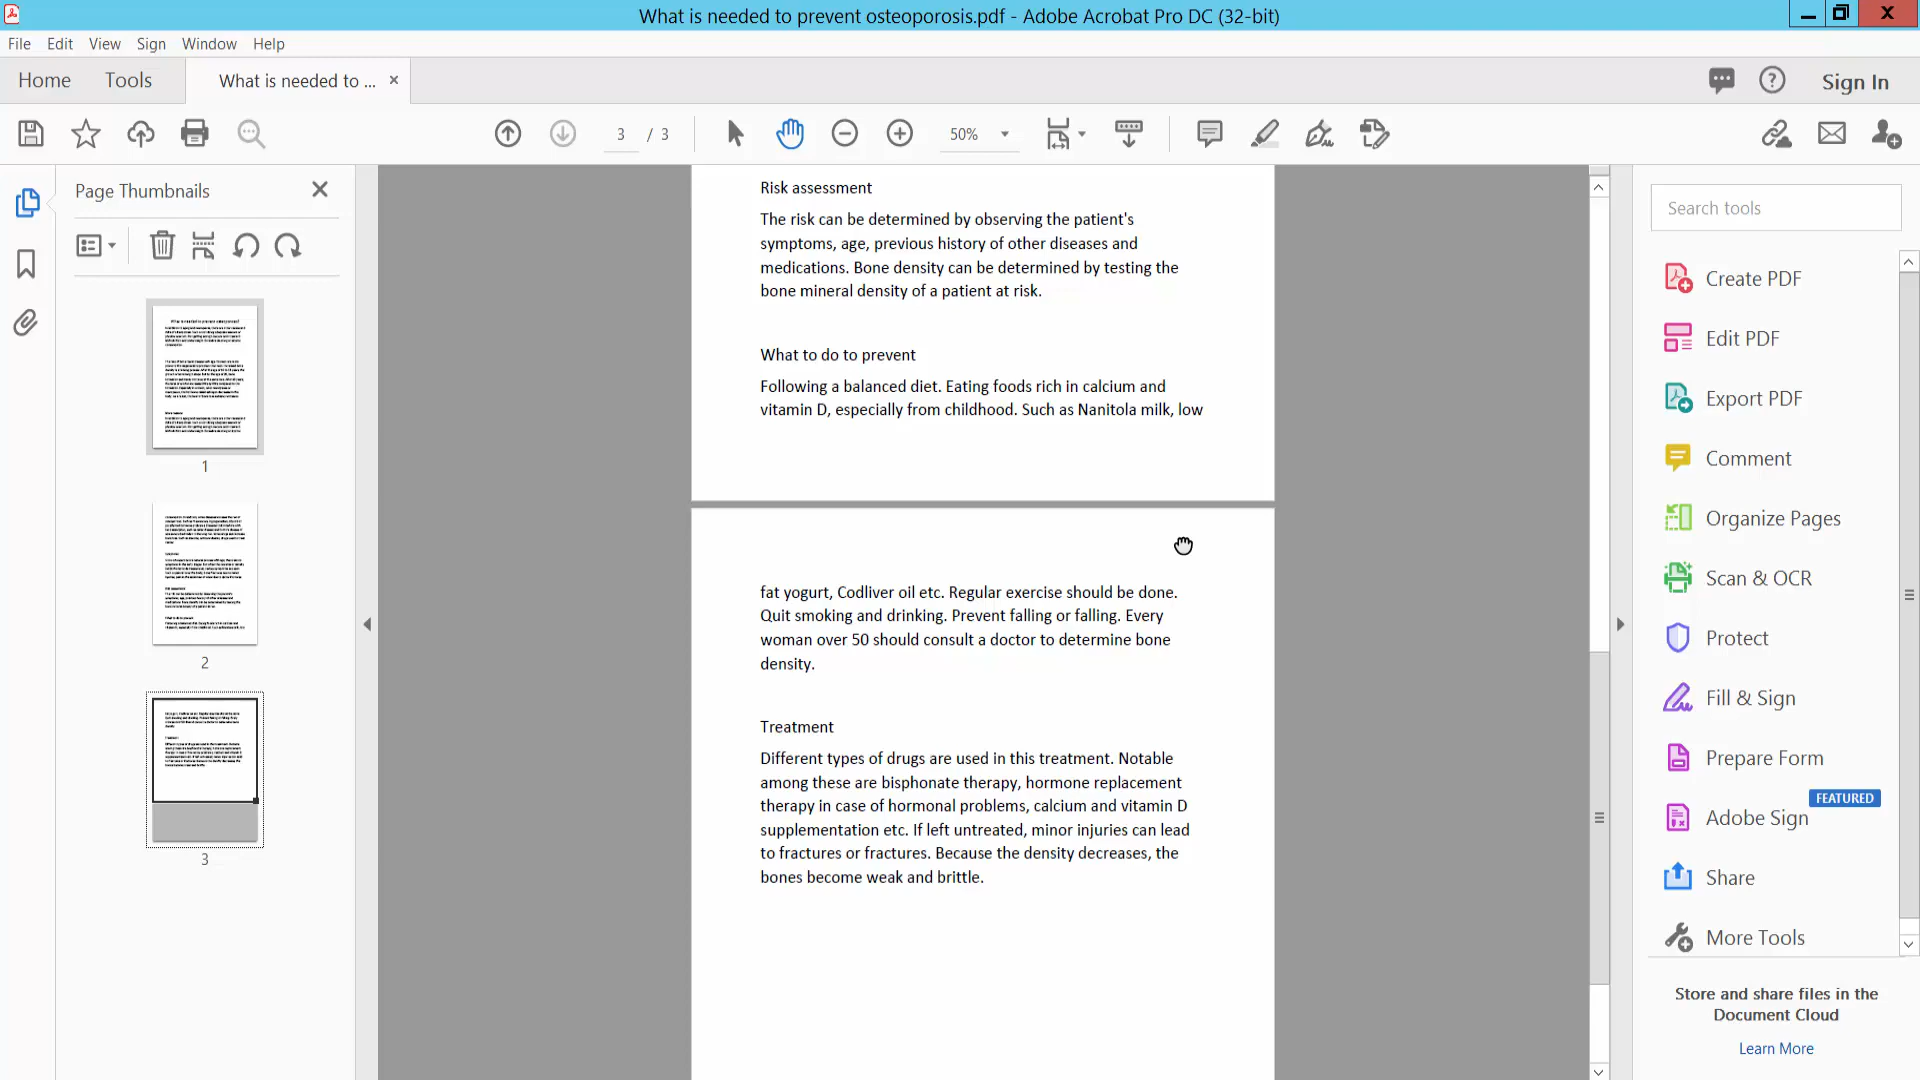 What is needed to prevent osteoporosis.pdf - Adobe Acrobat Pro DC (32-bit)
File Edit View Sign Window Help
Home Tools What is needed to ... × Sign In
3 / 3 50%
Page Thumbnails
1
2
3
Risk assessment
The risk can be determined by observing the patient's
symptoms, age, previous history of other diseases and
medications. Bone density can be determined by testing the
bone mineral density of a patient at risk.
What to do to prevent
Following a balanced diet. Eating foods rich in calcium and
vitamin D, especially from childhood. Such as Nanitola milk, low
fat yogurt, Codliver oil etc. Regular exercise should be done.
Quit smoking and drinking. Prevent falling or falling. Every
woman over 50 should consult a doctor to determine bone
density.
Treatment
Different types of drugs are used in this treatment. Notable
among these are bisphonate therapy, hormone replacement
therapy in case of hormonal problems, calcium and vitamin D
supplementation etc. If left untreated, minor injuries can lead
to fractures or fractures. Because the density decreases, the
bones become weak and brittle.
Search tools
Create PDF
Edit PDF
Export PDF
Comment
Organize Pages
Scan & OCR
Protect
Fill & Sign
Prepare Form
FEATURED
Adobe Sign
Share
More Tools
Store and share files in the
Document Cloud
Learn More